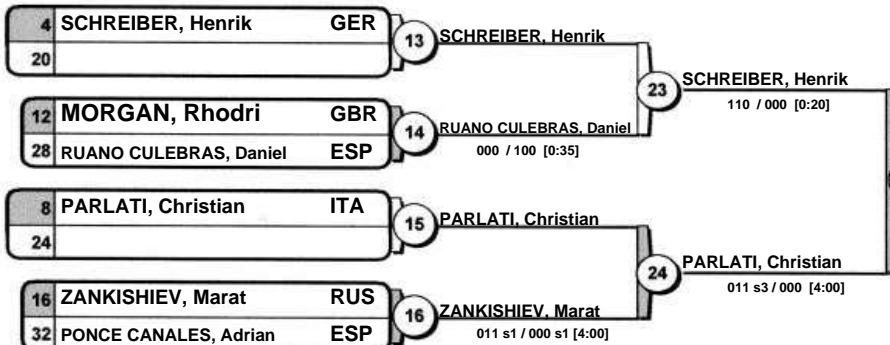 4 SCHREIBER, Henrik GER
20
13 SCHREIBER, Henrik
12 MORGAN, Rhodri GBR
28 RUANO CULEBRAS, Daniel ESP
14 RUANO CULEBRAS, Daniel
000 / 100 [0:35]
23 SCHREIBER, Henrik
110 / 000 [0:20]
8 PARLATI, Christian ITA
24
15 PARLATI, Christian
16 ZANKISHIEV, Marat RUS
32 PONCE CANALES, Adrian ESP
16 ZANKISHIEV, Marat
011 s1 / 000 s1 [4:00]
24 PARLATI, Christian
011 s3 / 000 [4:00]